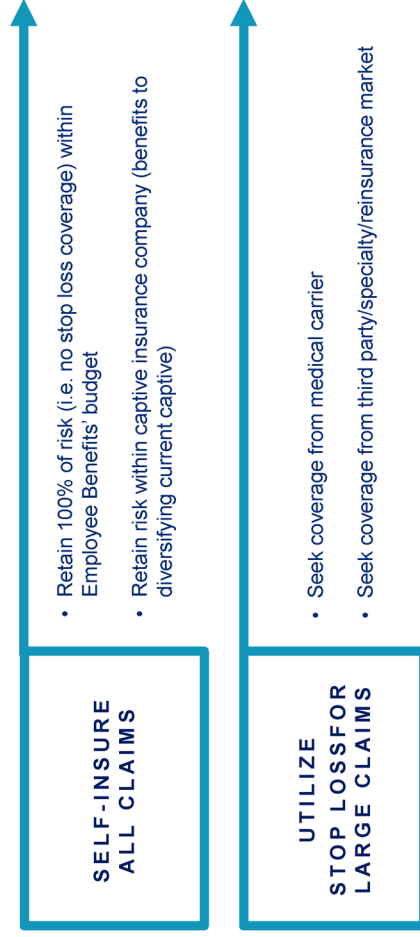 SELF-INSURE
ALL CLAIMS
• Retain 100% of risk (i.e. no stop loss coverage) within
Employee Benefits' budget
• Retain risk within captive insurance company (benefits to
diversifying current captive)
UTILIZE
STOP LOSSFOR
LARGE CLAIMS
• Seek coverage from medical carrier
• Seek coverage from third party/specialty/reinsurance market